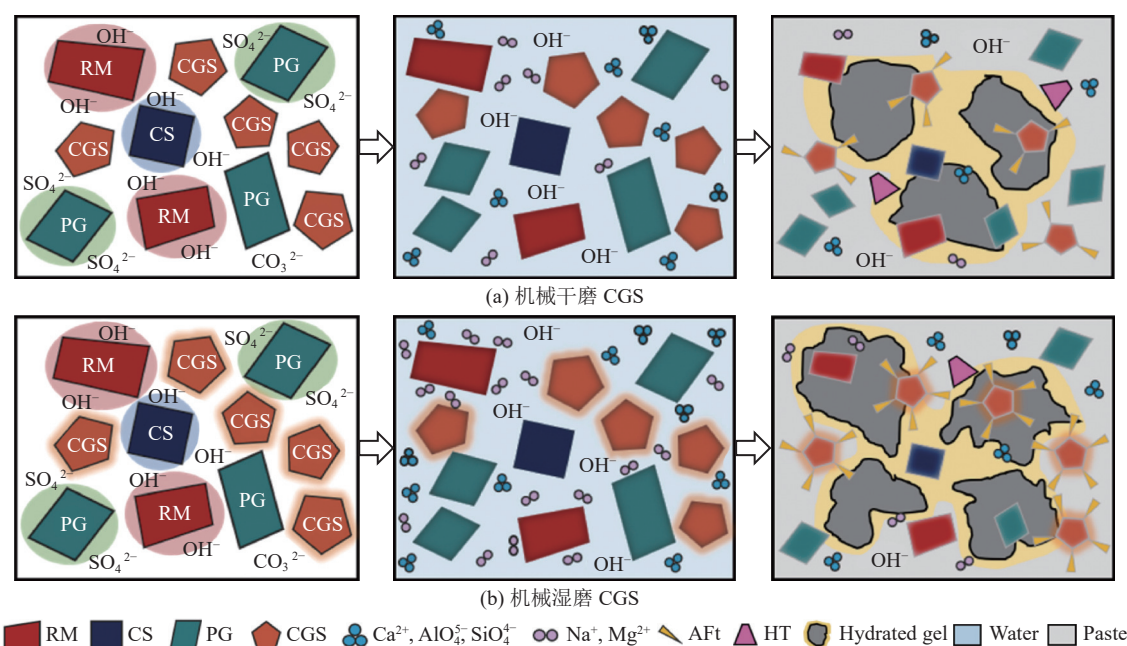 OH⁻ SO₄²⁻
RM CGS PG
OH⁻ OH⁻ SO₄²⁻
CS CGS
CGS OH⁻ CGS
SO₄²⁻ OH⁻
PG RM PG CGS
SO₄²⁻ OH⁻ CO₃²⁻
OH⁻
OH⁻
OH⁻
OH⁻
OH⁻
OH⁻
(a) 机械干磨 CGS
OH⁻ SO₄²⁻
RM CGS PG
OH⁻ OH⁻ SO₄²⁻
CGS CS CGS
OH⁻ CGS
SO₄²⁻ OH⁻
PG RM PG CGS
SO₄²⁻ OH⁻ CO₃²⁻
OH⁻
OH⁻
OH⁻
OH⁻
OH⁻
(b) 机械湿磨 CGS
RM CS PG CGS Ca²⁺, AlO₄⁵⁻, SiO₄⁴⁻ Na⁺, Mg²⁺ AFt HT Hydrated gel Water Paste